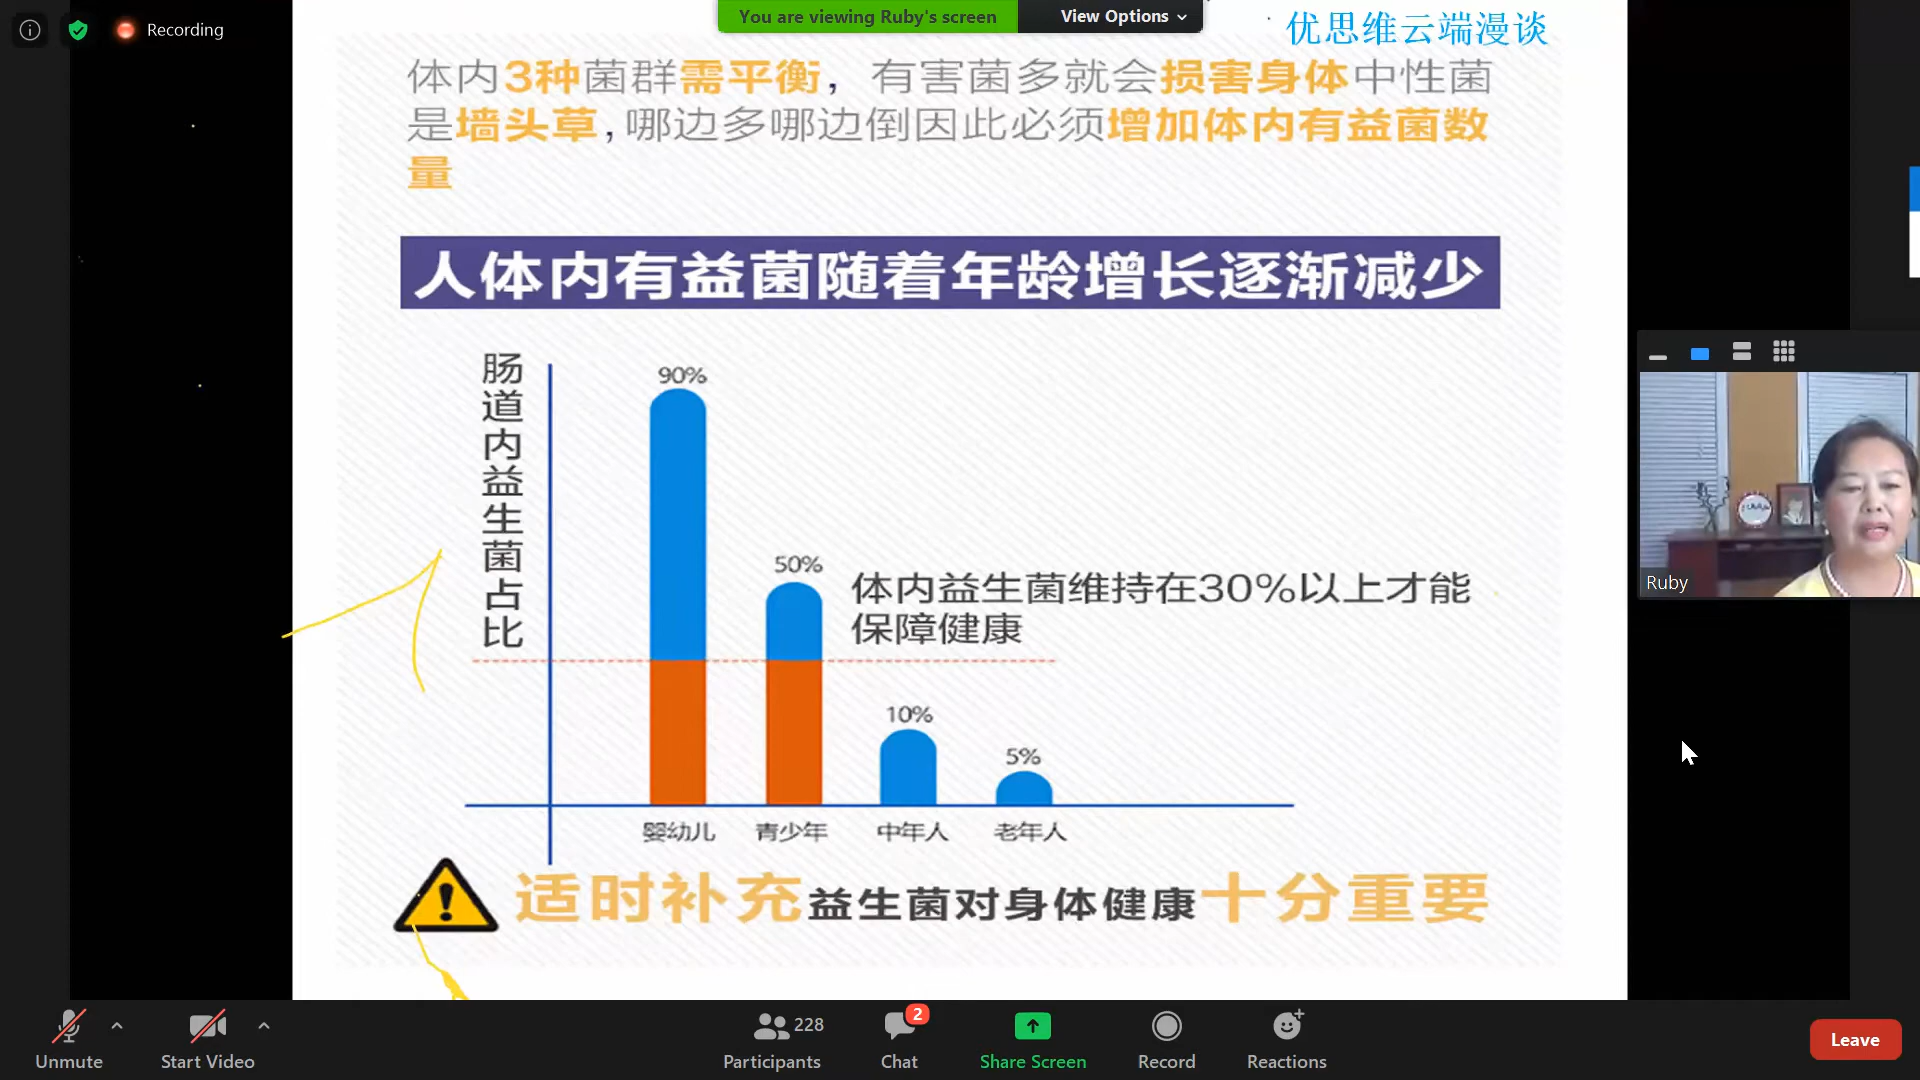 Recording
You are viewing Ruby's screen
View Options
优思维云端漫谈
体内3种菌群需平衡，有害菌多就会损害身体中性菌
是墙头草,哪边多哪边倒因此必须增加体内有益菌数
量
人体内有益菌随着年龄增长逐渐减少
肠道内益生菌占比
90%
50%
体内益生菌维持在30%以上才能
保障健康
10%
5%
婴幼儿
青少年
中年人
老年人
适时补充益生菌对身体健康十分重要
Ruby
Unmute
Start Video
228
Participants
2
Chat
Share Screen
Record
Reactions
Leave